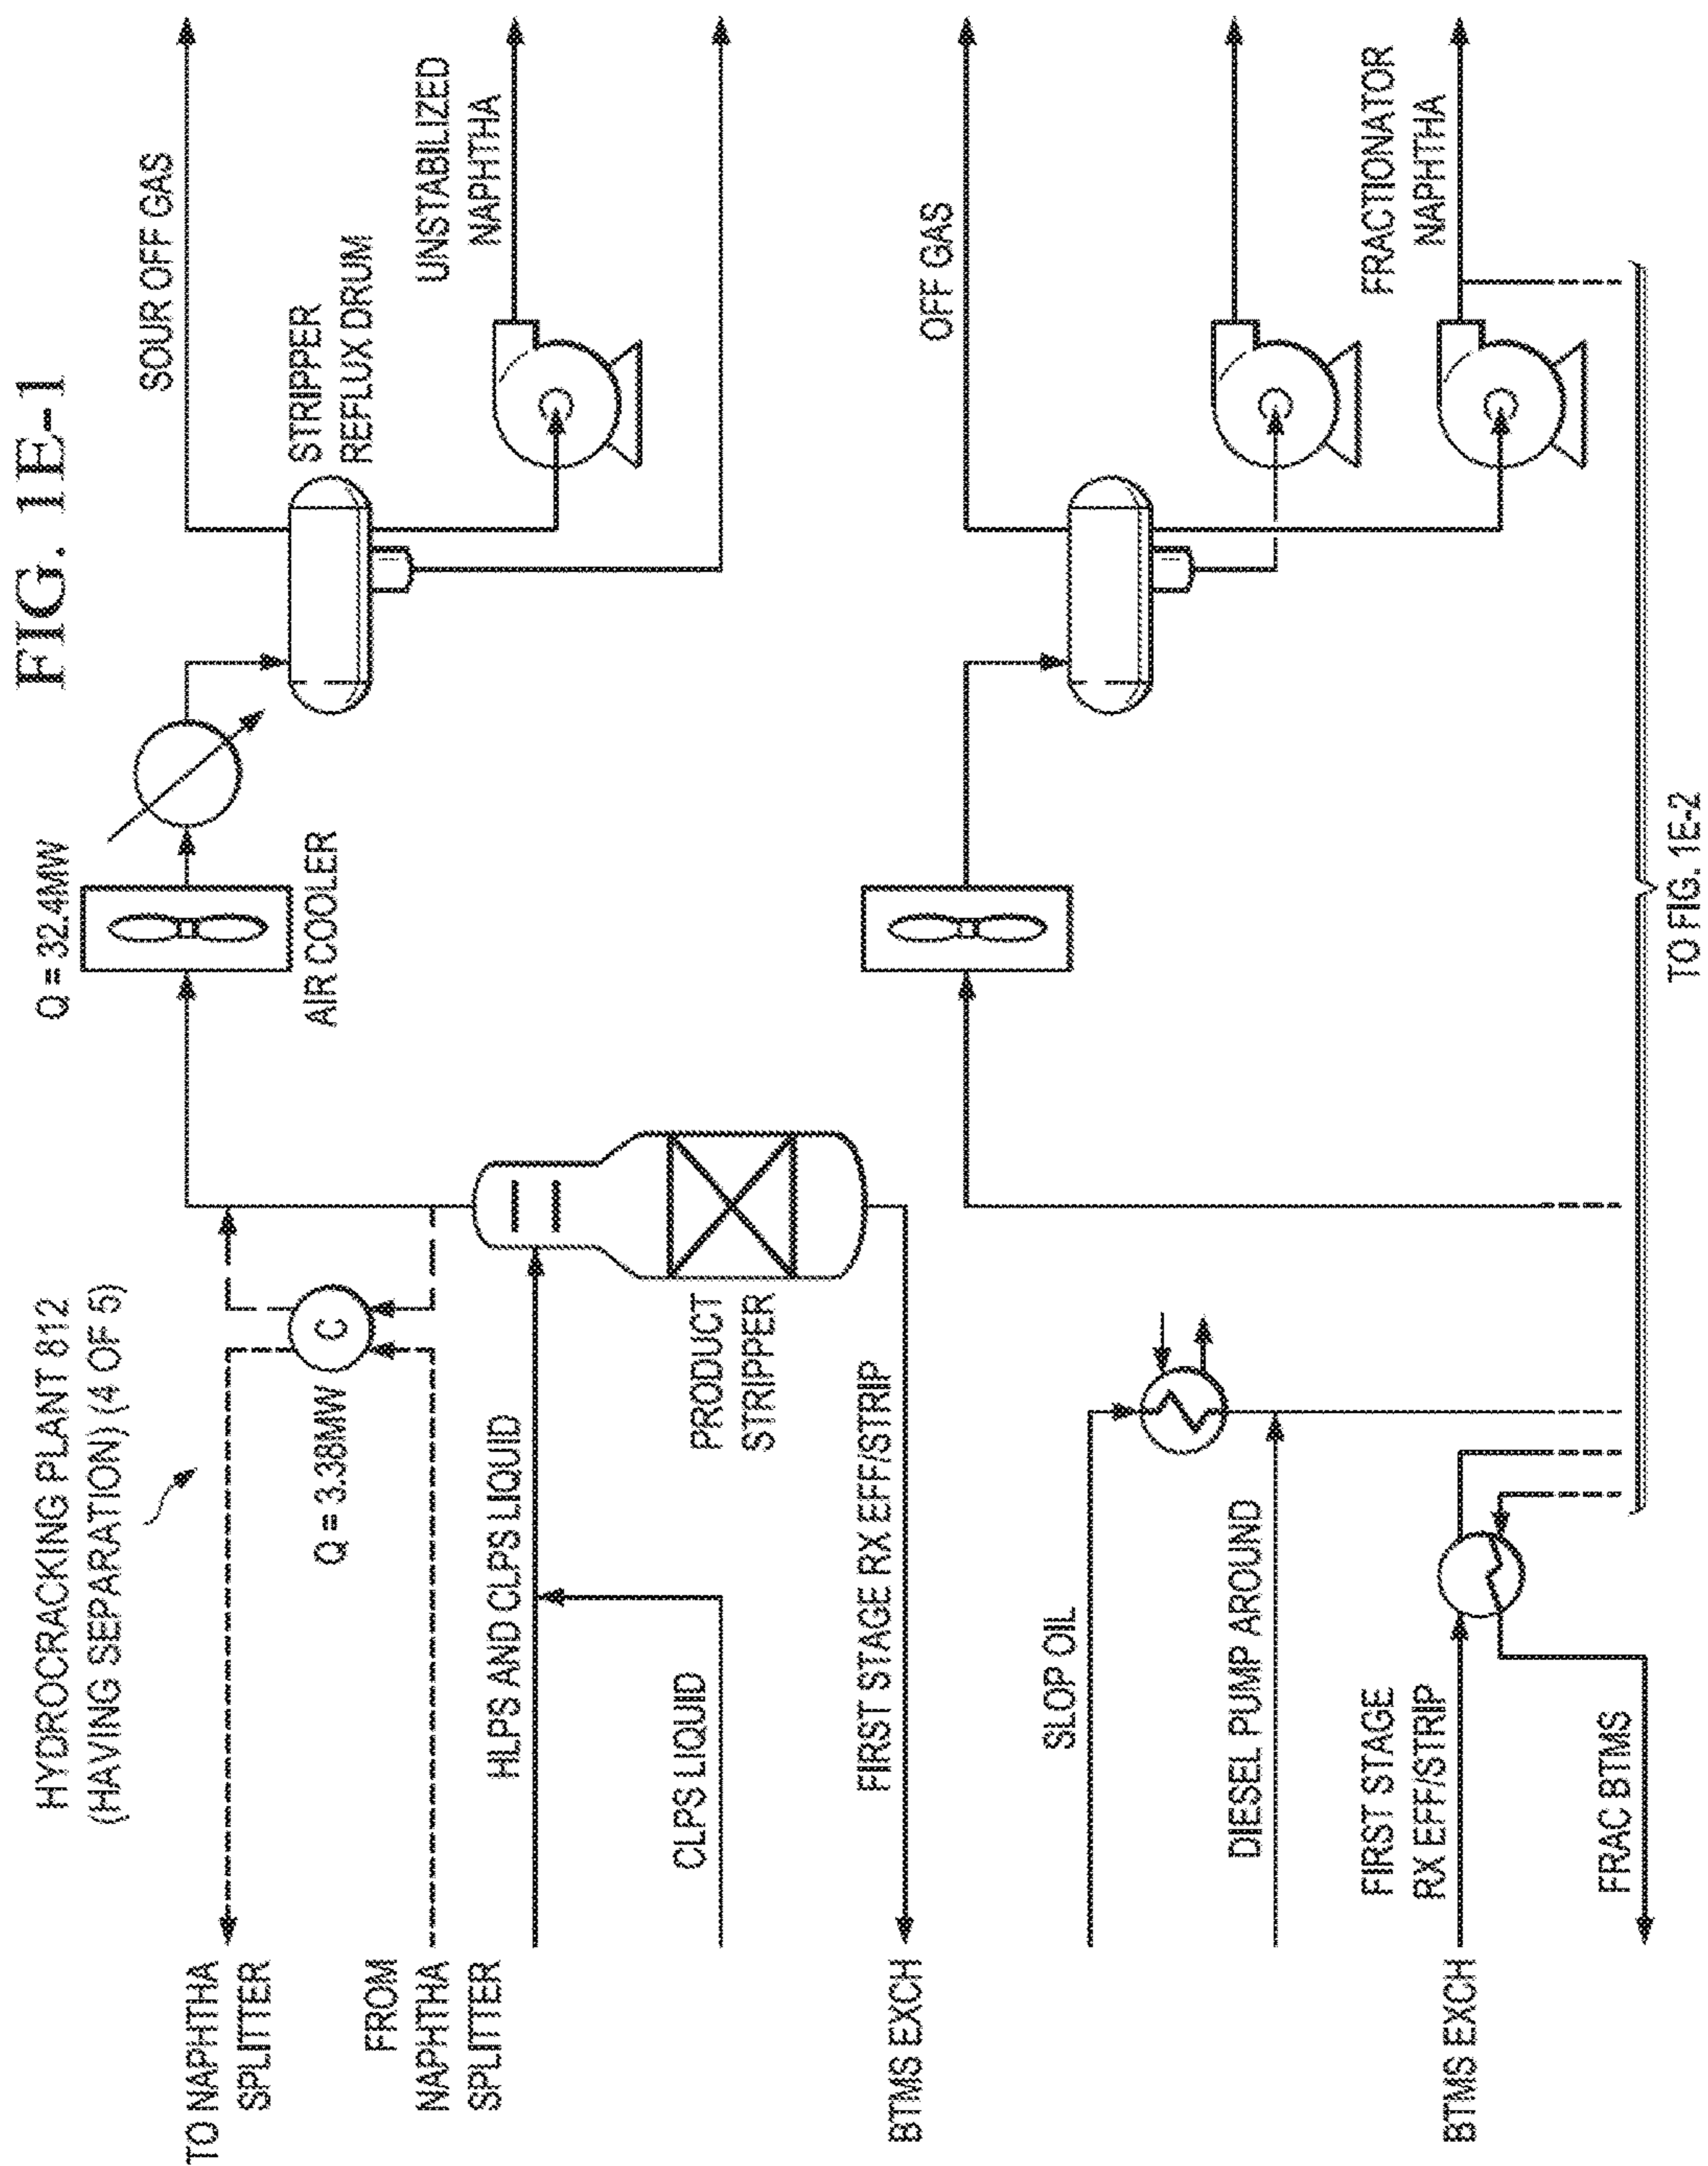 FIG. 1E-1
HYDROCRACKING PLANT 812
(HAVING SEPARATION) (4 OF 5)
Q = 32.4MW
AIR COOLER
SOUR OFF GAS
STRIPPER
REFLUX DRUM
UNSTABILIZED
NAPHTHA
TO NAPHTHA
SPLITTER
Q = 3.38MW
C
FROM
NAPHTHA
SPLITTER
HLPS AND CLPS LIQUID
CLPS LIQUID
PRODUCT
STRIPPER
FIRST STAGE RX EFF/STRIP
BTMS EXCH
OFF GAS
SLOP OIL
DIESEL PUMP AROUND
FRACTIONATOR
NAPHTHA
FIRST STAGE
RX EFF/STRIP
BTMS EXCH
FRAC BTMS
TO FIG. 1E-2